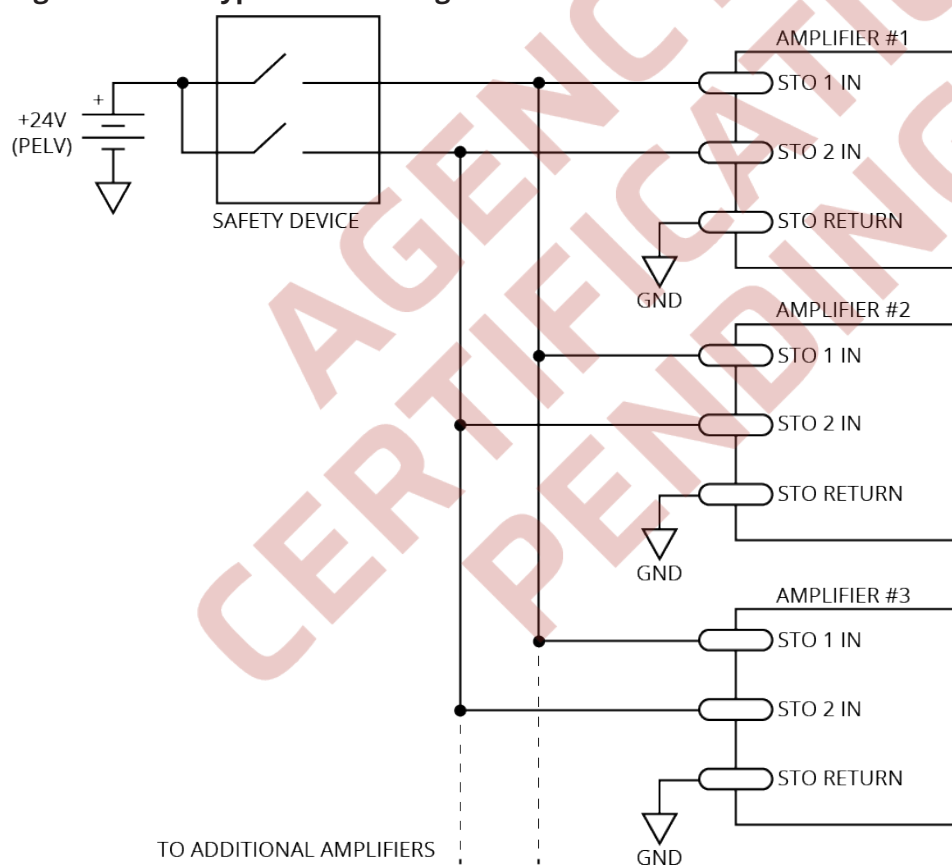 AMPLIFIER #1
STO 1 IN
+
+24V
(PELV)
STO 2 IN
SAFETY DEVICE
STO RETURN
GND
AMPLIFIER #2
STO 1 IN
STO 2 IN
STO RETURN
GND
AMPLIFIER #3
STO 1 IN
STO 2 IN
STO RETURN
TO ADDITIONAL AMPLIFIERS
GND
AGENCY
CERTIFICATION
PENDING